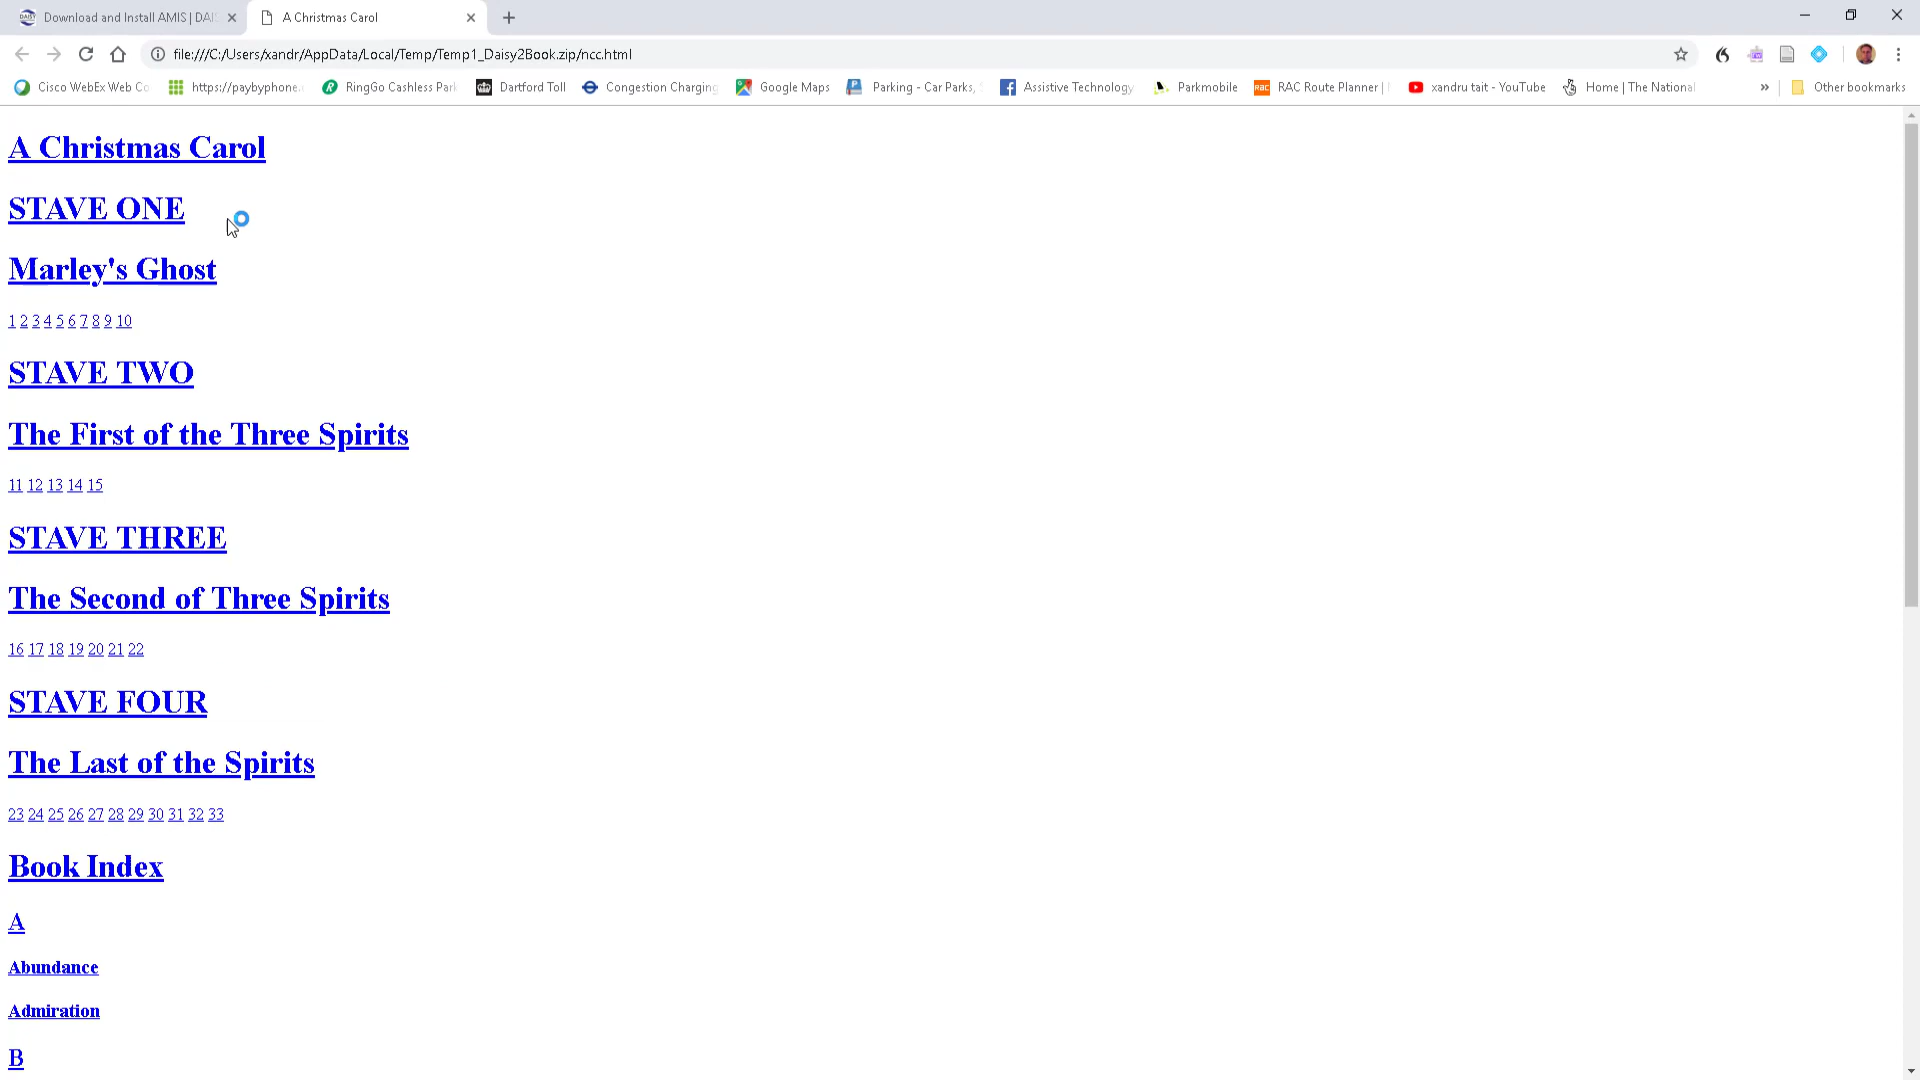 Download and Install AMIS | DAI
A Christmas Carol
file:///C:/Users/xandr/AppData/Local/Temp/Temp1_Daisy2Book.zip/ncc.html
Cisco WebEx Web Co https://paybyphone. RingGo Cashless Park Dartford Toll Congestion Charging Google Maps Parking - Car Parks, Assistive Technology Parkmobile RAC Route Planner | xandru tait - YouTube Home | The National » Other bookmarks
A Christmas Carol
STAVE ONE
Marley's Ghost
1 2 3 4 5 6 7 8 9 10
STAVE TWO
The First of the Three Spirits
11 12 13 14 15
STAVE THREE
The Second of Three Spirits
16 17 18 19 20 21 22
STAVE FOUR
The Last of the Spirits
23 24 25 26 27 28 29 30 31 32 33
Book Index
A
Abundance
Admiration
B